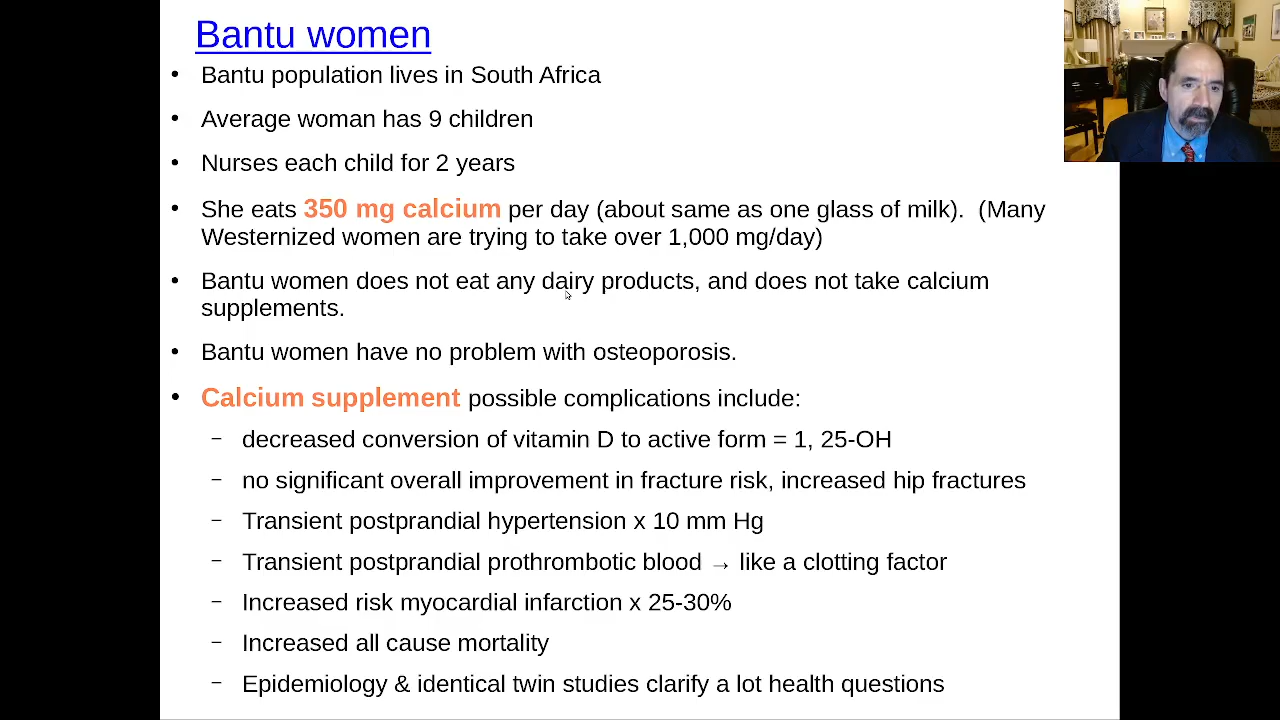 Bantu women
• Bantu population lives in South Africa
• Average woman has 9 children
• Nurses each child for 2 years
• She eats 350 mg calcium per day (about same as one glass of milk).  (Many
Westernized women are trying to take over 1,000 mg/day)
• Bantu women does not eat any dairy products, and does not take calcium
supplements.
• Bantu women have no problem with osteoporosis.
• Calcium supplement possible complications include:
– decreased conversion of vitamin D to active form = 1, 25-OH
– no significant overall improvement in fracture risk, increased hip fractures
– Transient postprandial hypertension x 10 mm Hg
– Transient postprandial prothrombotic blood → like a clotting factor
– Increased risk myocardial infarction x 25-30%
– Increased all cause mortality
– Epidemiology & identical twin studies clarify a lot health questions